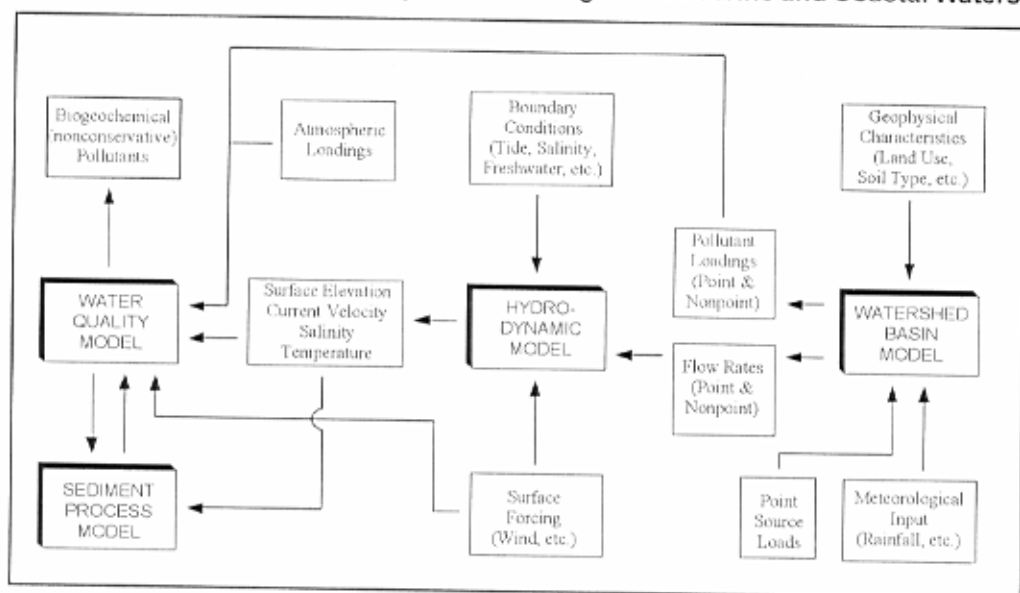 and Coastal Waters
Biogeochemical
(nonconservative)
Pollutants
Atmospheric
Loadings
Boundary
Conditions
(Tide, Salinity,
Freshwater, etc.)
Geophysical
Characteristics
(Land Use,
Soil Type, etc.)
WATER
QUALITY
MODEL
Surface Elevation
Current Velocity
Salinity
Temperature
HYDRO-
DYNAMIC
MODEL
Pollutant
Loadings
(Point &
Nonpoint)
Flow Rates
(Point &
Nonpoint)
WATERSHED
BASIN
MODEL
SEDIMENT
PROCESS
MODEL
Surface
Forcing
(Wind, etc.)
Point
Source
Loads
Meteorological
Input
(Rainfall, etc.)